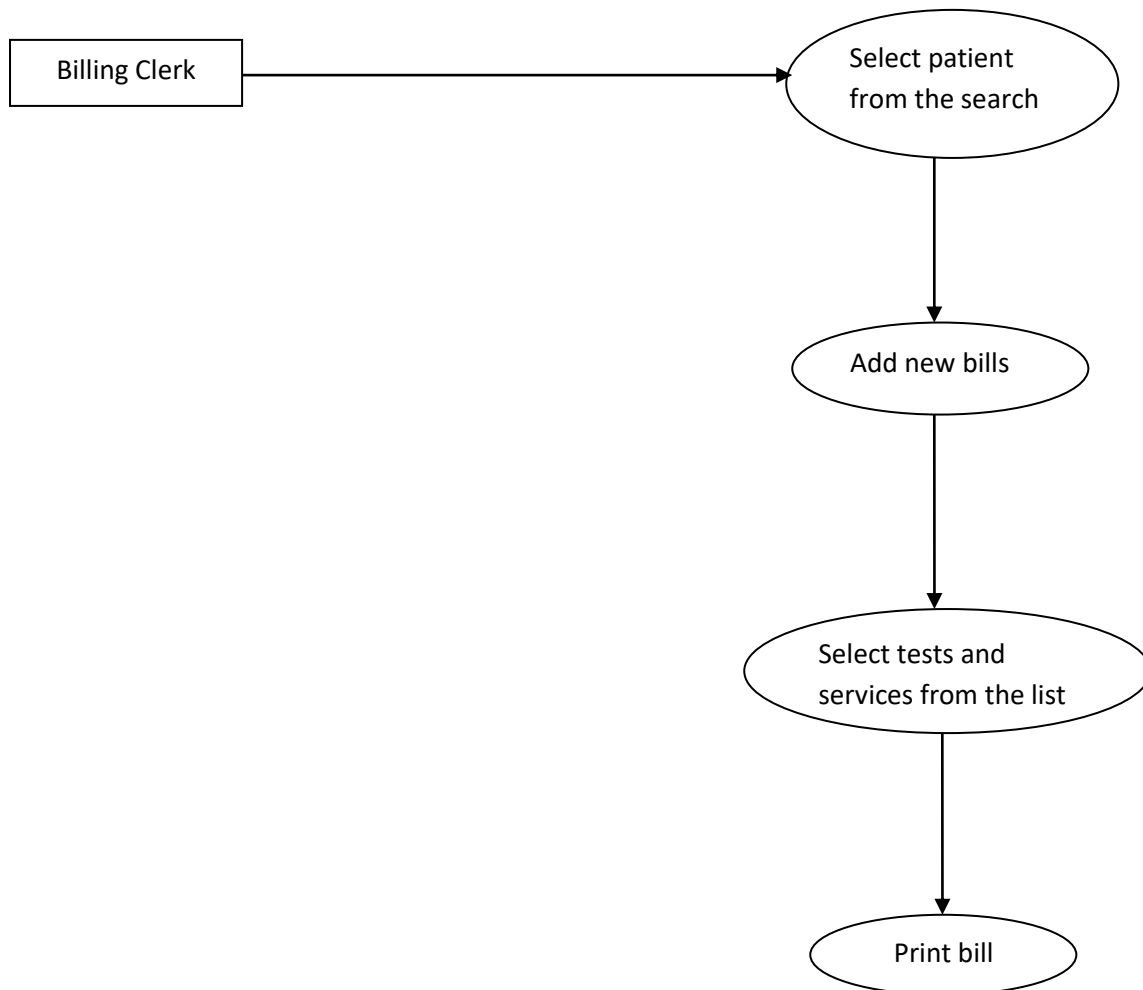 Billing Clerk
Select patient
from the search
Add new bills
Select tests and
services from the list
Print bill